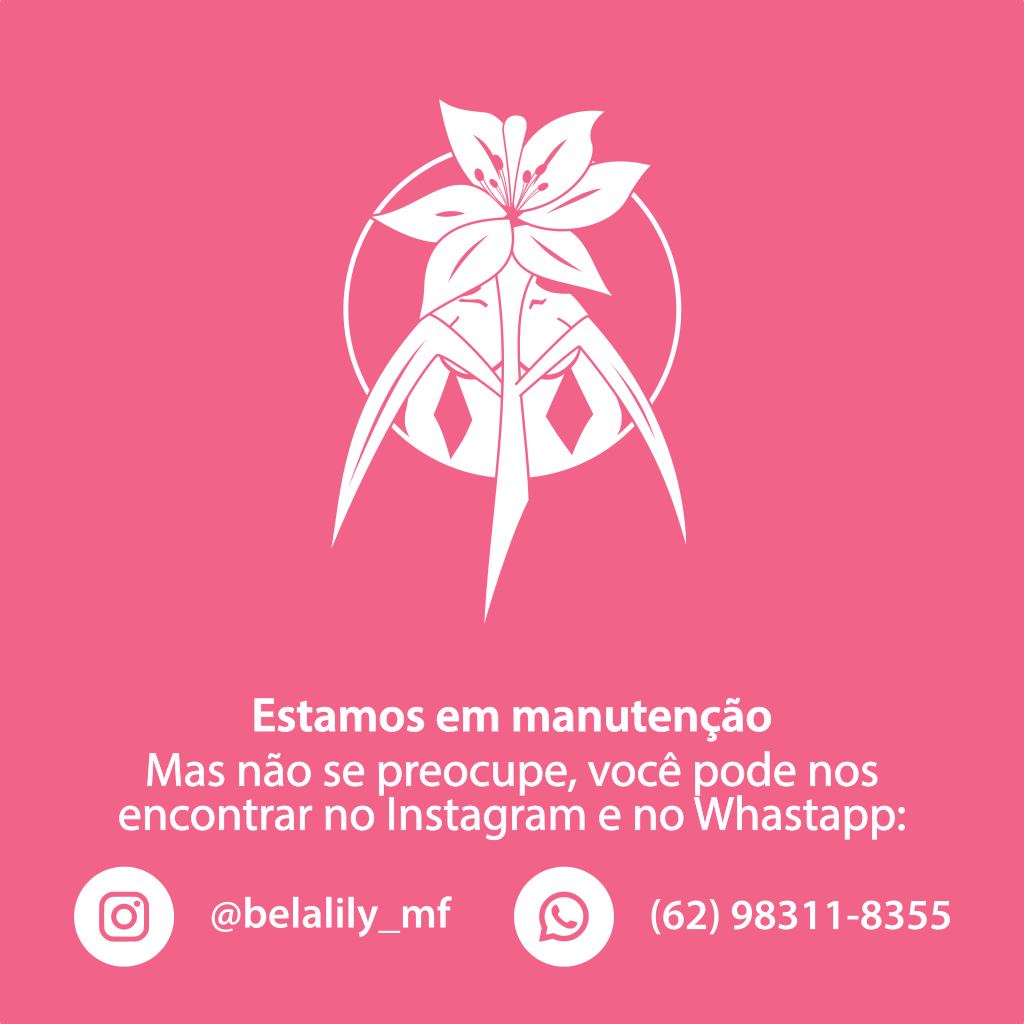 Estamos em manutenção
Mas não se preocupe, você pode nos
encontrar no Instagram e no Whastapp:
@belalily_mf
(62) 98311-8355